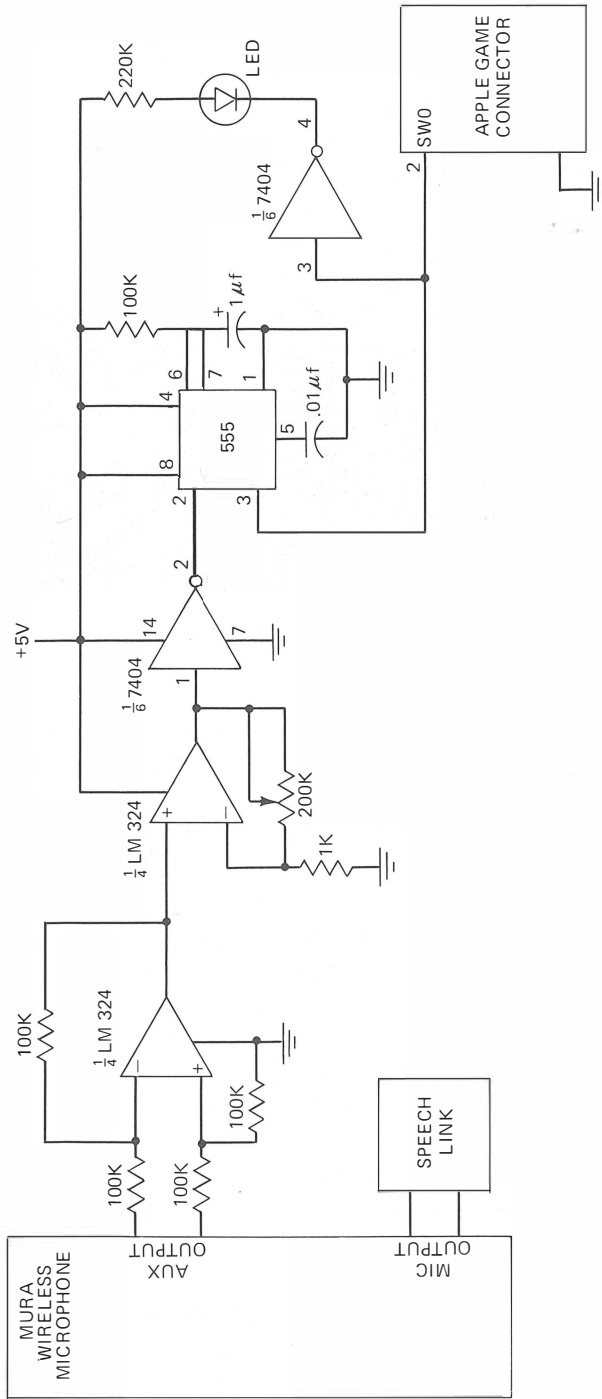 MURA
WIRELESS
MICROPHONE
AUX
OUTPUT
MIC
OUTPUT
SPEECH
LINK
100K
100K
100K
100K
1/4 LM 324
−
+
1/4 LM 324
+
−
200K
1K
+5V
1/6 7404
14
1
2
7
555
2
3
8
4
6
7
1
5
.01µf
100K
+
1µf
220K
LED
1/6 7404
3
4
2
SW0
APPLE GAME
CONNECTOR